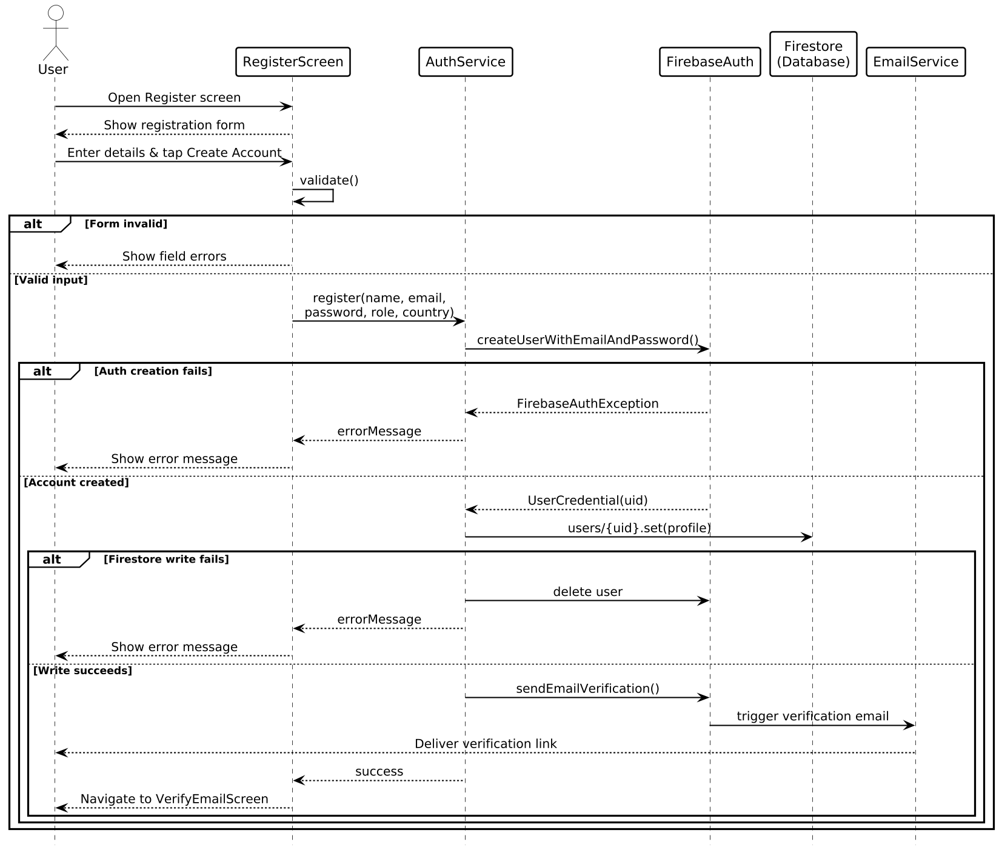 User
RegisterScreen
AuthService
FirebaseAuth
Firestore
(Database)
EmailService
Open Register screen
Show registration form
Enter details & tap Create Account
validate()
alt [Form invalid]
Show field errors
[Valid input]
register(name, email,
password, role, country)
createUserWithEmailAndPassword()
alt [Auth creation fails]
FirebaseAuthException
errorMessage
Show error message
[Account created]
UserCredential(uid)
users/{uid}.set(profile)
alt [Firestore write fails]
delete user
errorMessage
Show error message
[Write succeeds]
sendEmailVerification()
trigger verification email
Deliver verification link
success
Navigate to VerifyEmailScreen